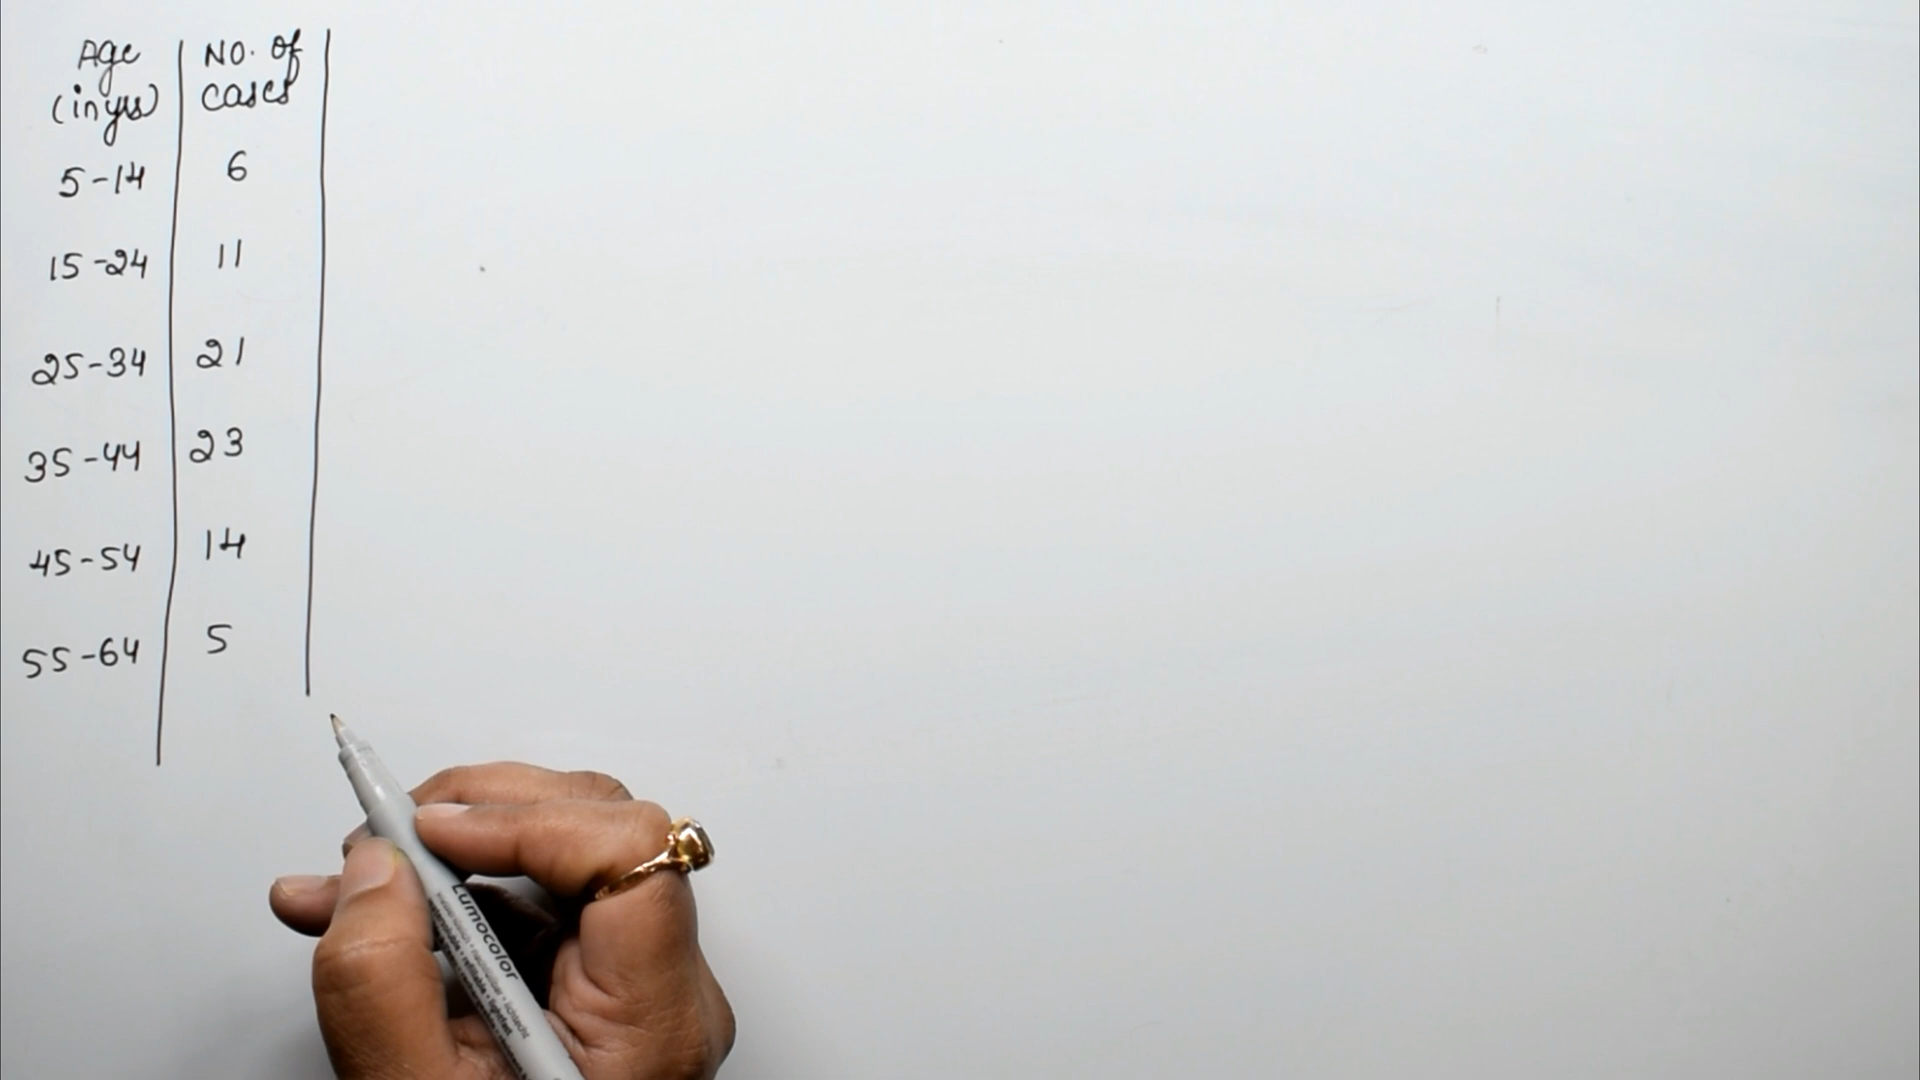 Age | No. of
(in yrs) | cases
5-14 | 6
15-24 | 11
25-34 | 21
35-44 | 23
45-54 | 14
55-64 | 5
Lumocolor